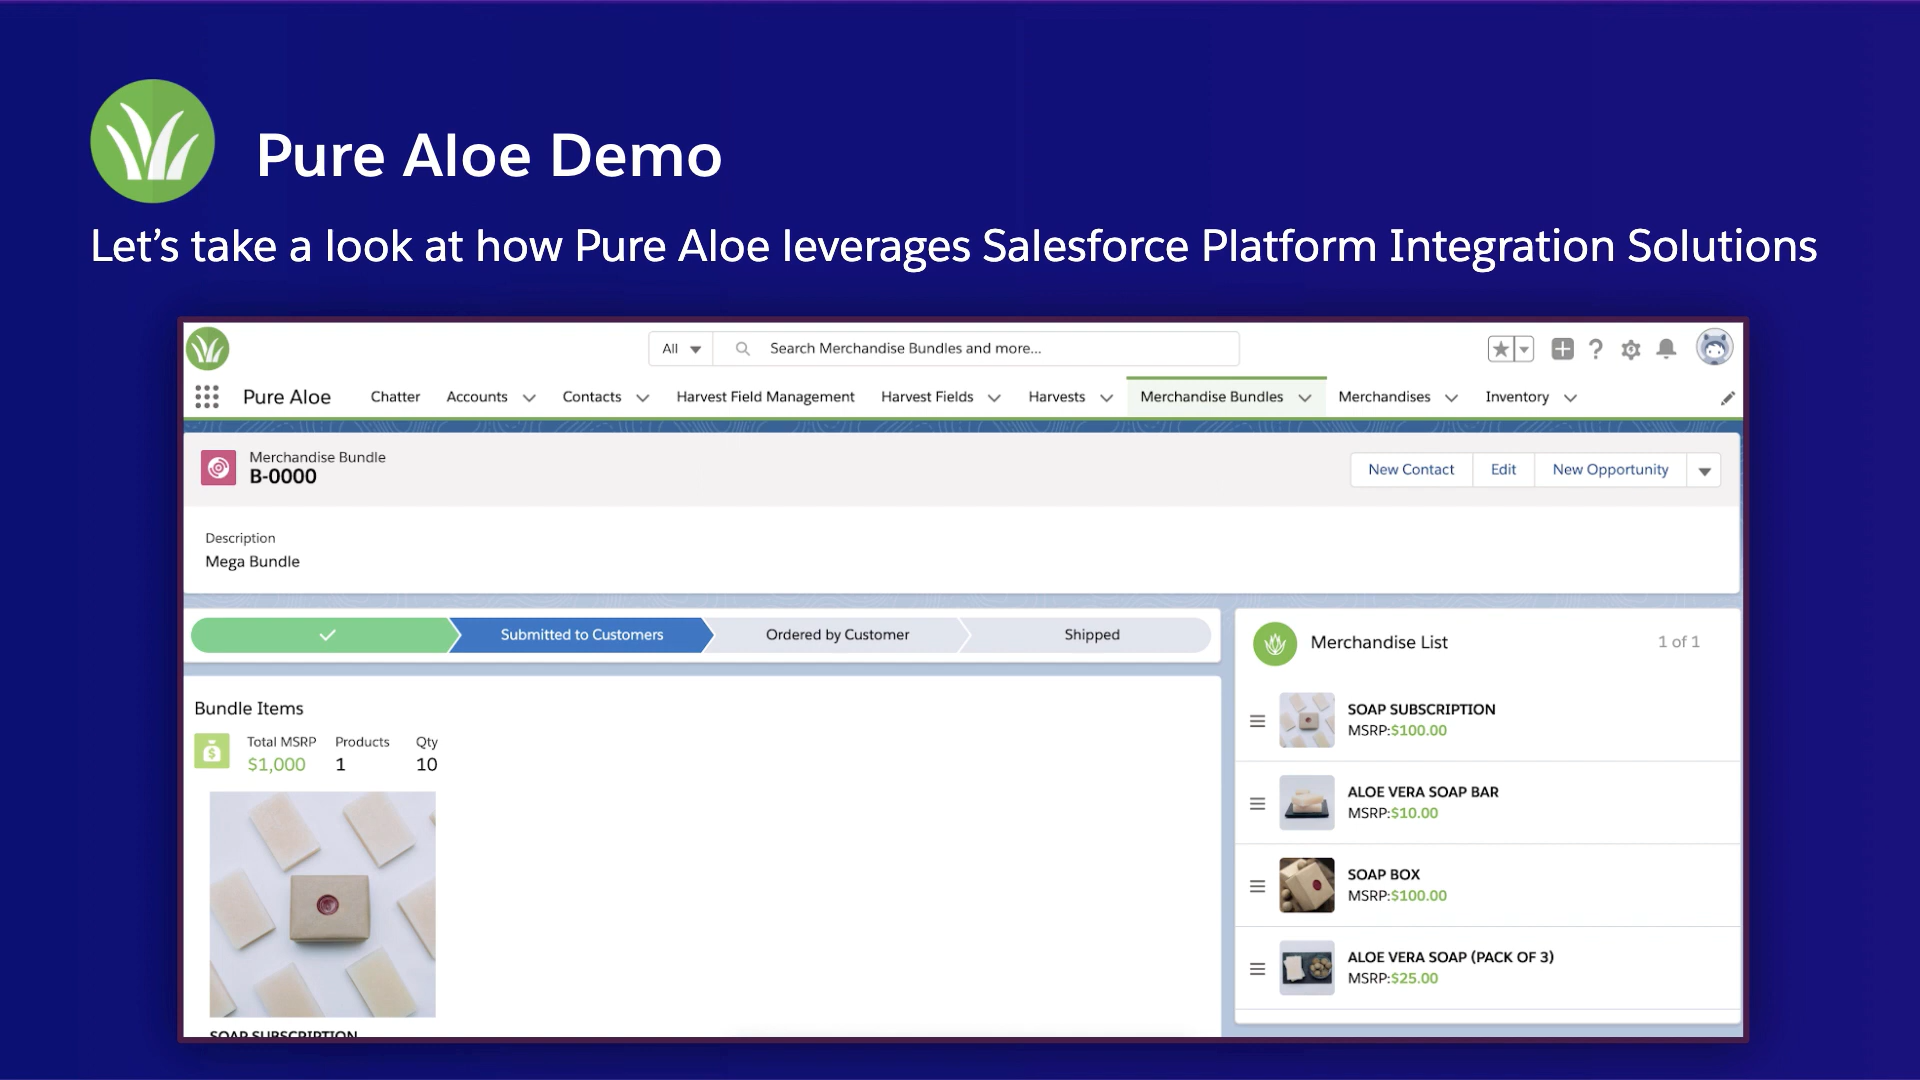 Pure Aloe Demo
Let's take a look at how Pure Aloe leverages Salesforce Platform Integration Solutions
All
Search Merchandise Bundles and more...
Pure Aloe Chatter Accounts Contacts Harvest Field Management Harvest Fields Harvests Merchandise Bundles Merchandises Inventory
Merchandise Bundle
B-0000
New Contact Edit New Opportunity
Description
Mega Bundle
Submitted to Customers Ordered by Customer Shipped
Bundle Items
Total MSRP Products Qty
$1,000 1 10
SOAP SUBSCRIPTION
Merchandise List 1 of 1
SOAP SUBSCRIPTION
MSRP:$100.00
ALOE VERA SOAP BAR
MSRP:$10.00
SOAP BOX
MSRP:$100.00
ALOE VERA SOAP (PACK OF 3)
MSRP:$25.00